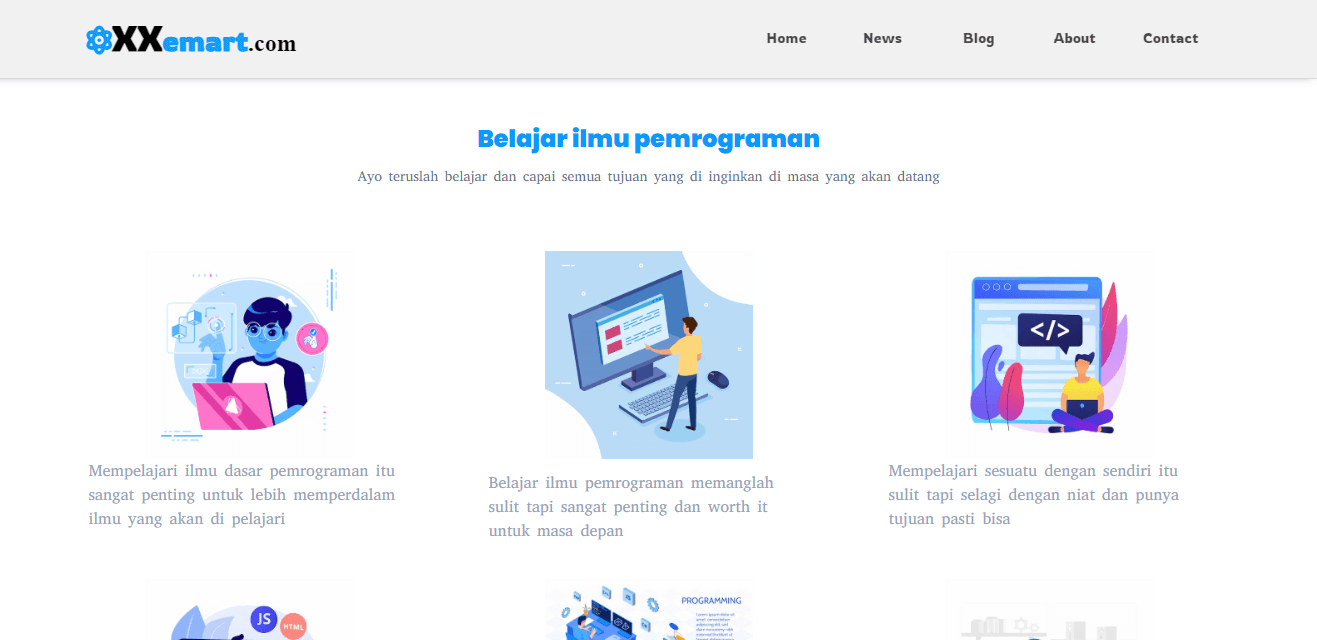 XXemart.com
Home News Blog About Contact
Belajar ilmu pemrograman
Ayo teruslah belajar dan capai semua tujuan yang di inginkan di masa yang akan datang
</>
Mempelajari ilmu dasar pemrograman itu
sangat penting untuk lebih memperdalam
ilmu yang akan di pelajari
Belajar ilmu pemrograman memanglah
sulit tapi sangat penting dan worth it
untuk masa depan
Mempelajari sesuatu dengan sendiri itu
sulit tapi selagi dengan niat dan punya
tujuan pasti bisa
JS
HTML
PROGRAMMING